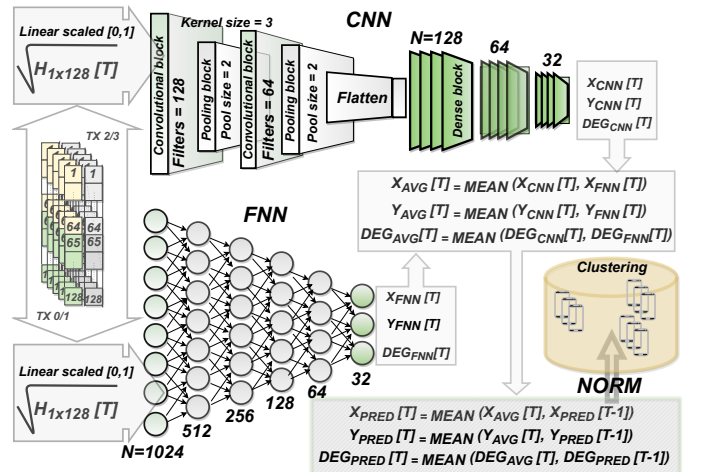 CNN
Linear scaled [0,1]
√H1x128 [T]
Kernel size = 3
Convolutional block
Filters = 128
Pooling block
Pool size = 2
Convolutional block
Filters = 64
Pooling block
Pool size = 2
Flatten
N=128
Dense block
64
32
XCNN [T]
YCNN [T]
DEGCNN [T]
TX 2/3
1
1
64
64
65
65
128
128
TX 0/1
FNN
XAVG [T] = MEAN (XCNN [T], XFNN [T])
YAVG [T] = MEAN (YCNN [T], YFNN [T])
DEGAVG[T] = MEAN (DEGCNN[T], DEGFNN[T])
XFNN [T]
YFNN [T]
DEGFNN[T]
Clustering
Linear scaled [0,1]
√H1x128 [T]
N=1024
512
256
128
64
32
NORM
XPRED [T] = MEAN (XAVG [T], XPRED [T-1])
YPRED [T] = MEAN (YAVG [T], YPRED [T-1])
DEGPRED [T] = MEAN (DEGAVG [T], DEGPRED [T-1])